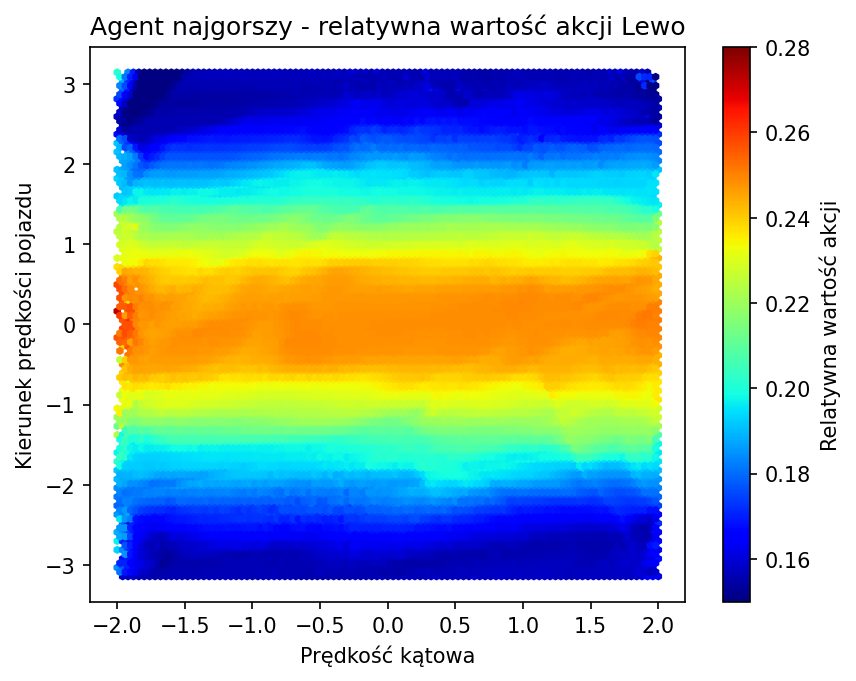 Agent najgorszy - relatywna wartość akcji Lewo
3
2
1
0
−1
−2
−3
Kierunek prędkości pojazdu
−2.0 −1.5 −1.0 −0.5 0.0 0.5 1.0 1.5 2.0
Prędkość kątowa
0.28
0.26
0.24
0.22
0.20
0.18
0.16
Relatywna wartość akcji